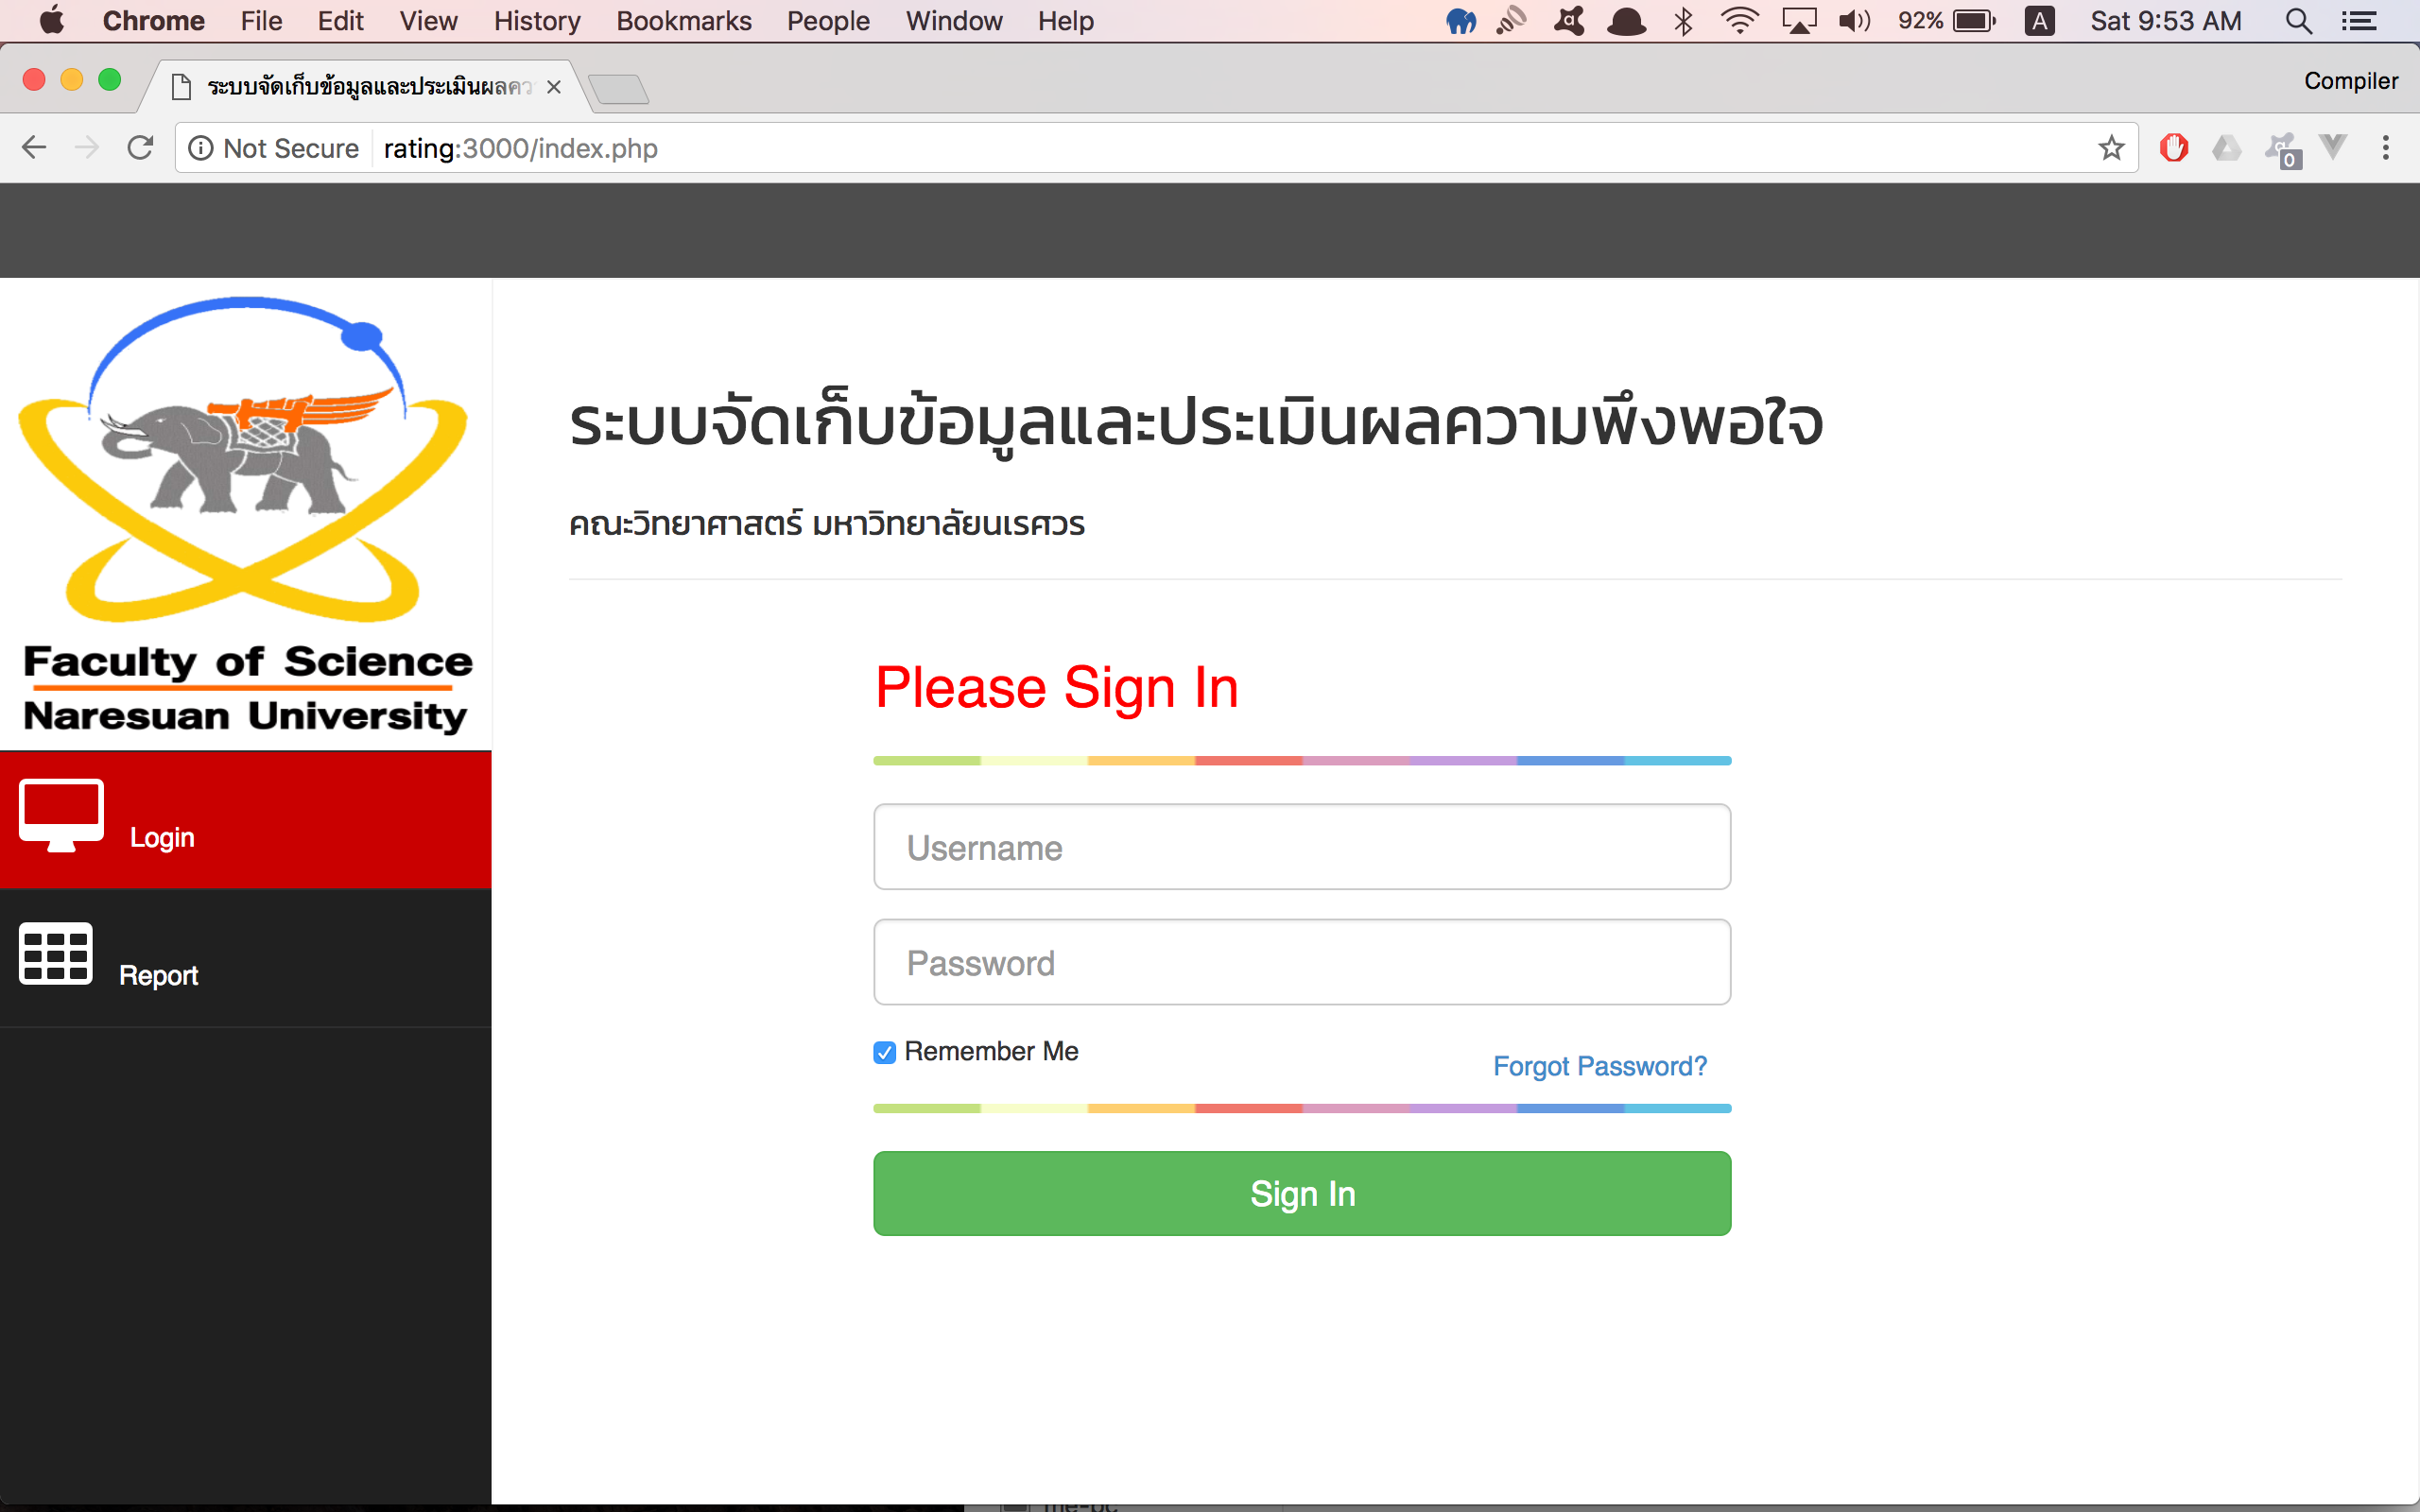 Chrome File Edit View History Bookmarks People Window Help 92% A Sat 9:53 AM
ระบบจัดเก็บข้อมูลและประเมินผลคว Compiler
Not Secure rating:3000/index.php 0
Faculty of Science
Naresuan University
Login
Report
ระบบจัดเก็บข้อมูลและประเมินผลความพึงพอใจ
คณะวิทยาศาสตร์ มหาวิทยาลัยนเรศวร
Please Sign In
Username
Password
Remember Me
Forgot Password?
Sign In